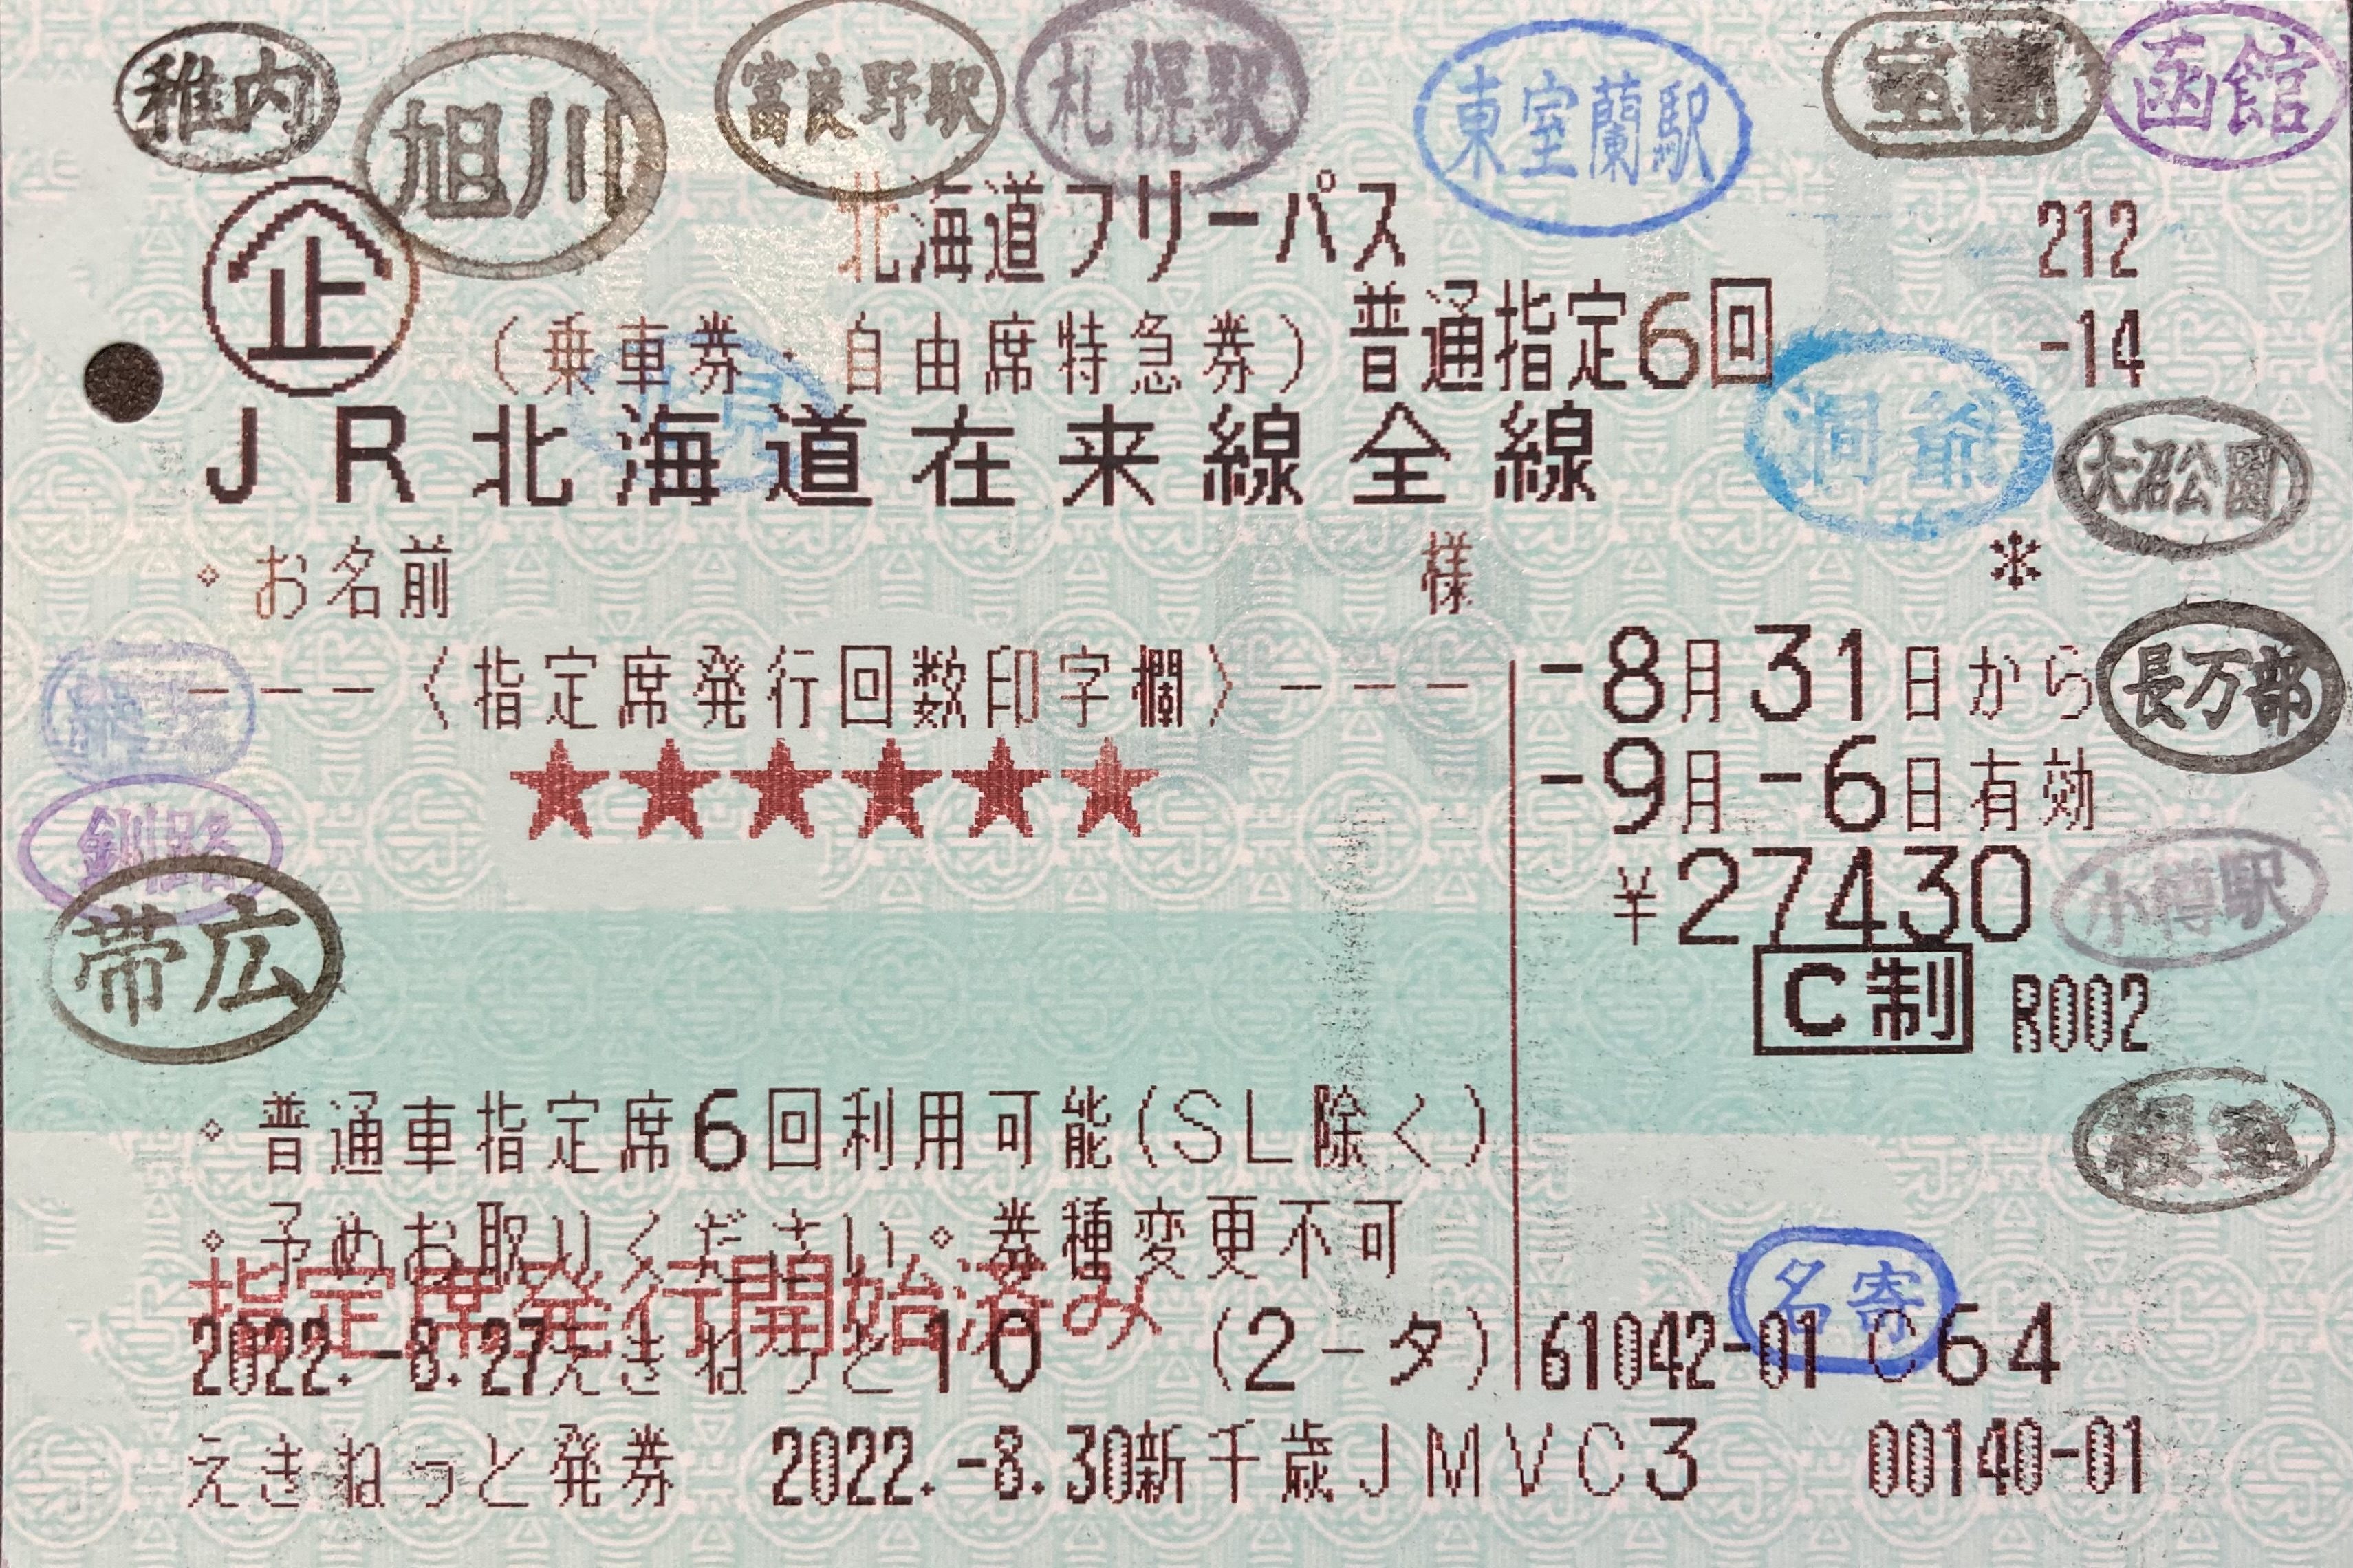 稚内
旭川
富良野駅
札幌駅
東室蘭駅
室蘭
函館
企
北海道フリーパス
212
(乗車券・自由席特急券)普通指定6回
-14
洞爺
JR北海道在来線全線
大沼公園
*
・お名前 様
---〈指定席発行回数印字欄〉---
-8月31日から
長万部
★★★★★★
-9月-6日有効
釧路
¥27430
小樽駅
帯広
C制 R002
根室
・普通車指定席6回利用可能(SL除く)
・予めお取りください・券種変更不可
名寄
指定席発行開始済み
2022.-8.27えきねっと10 (2-タ) 61042-01 C64
えきねっと発券 2022.-8.30新千歳JMVC3 00140-01